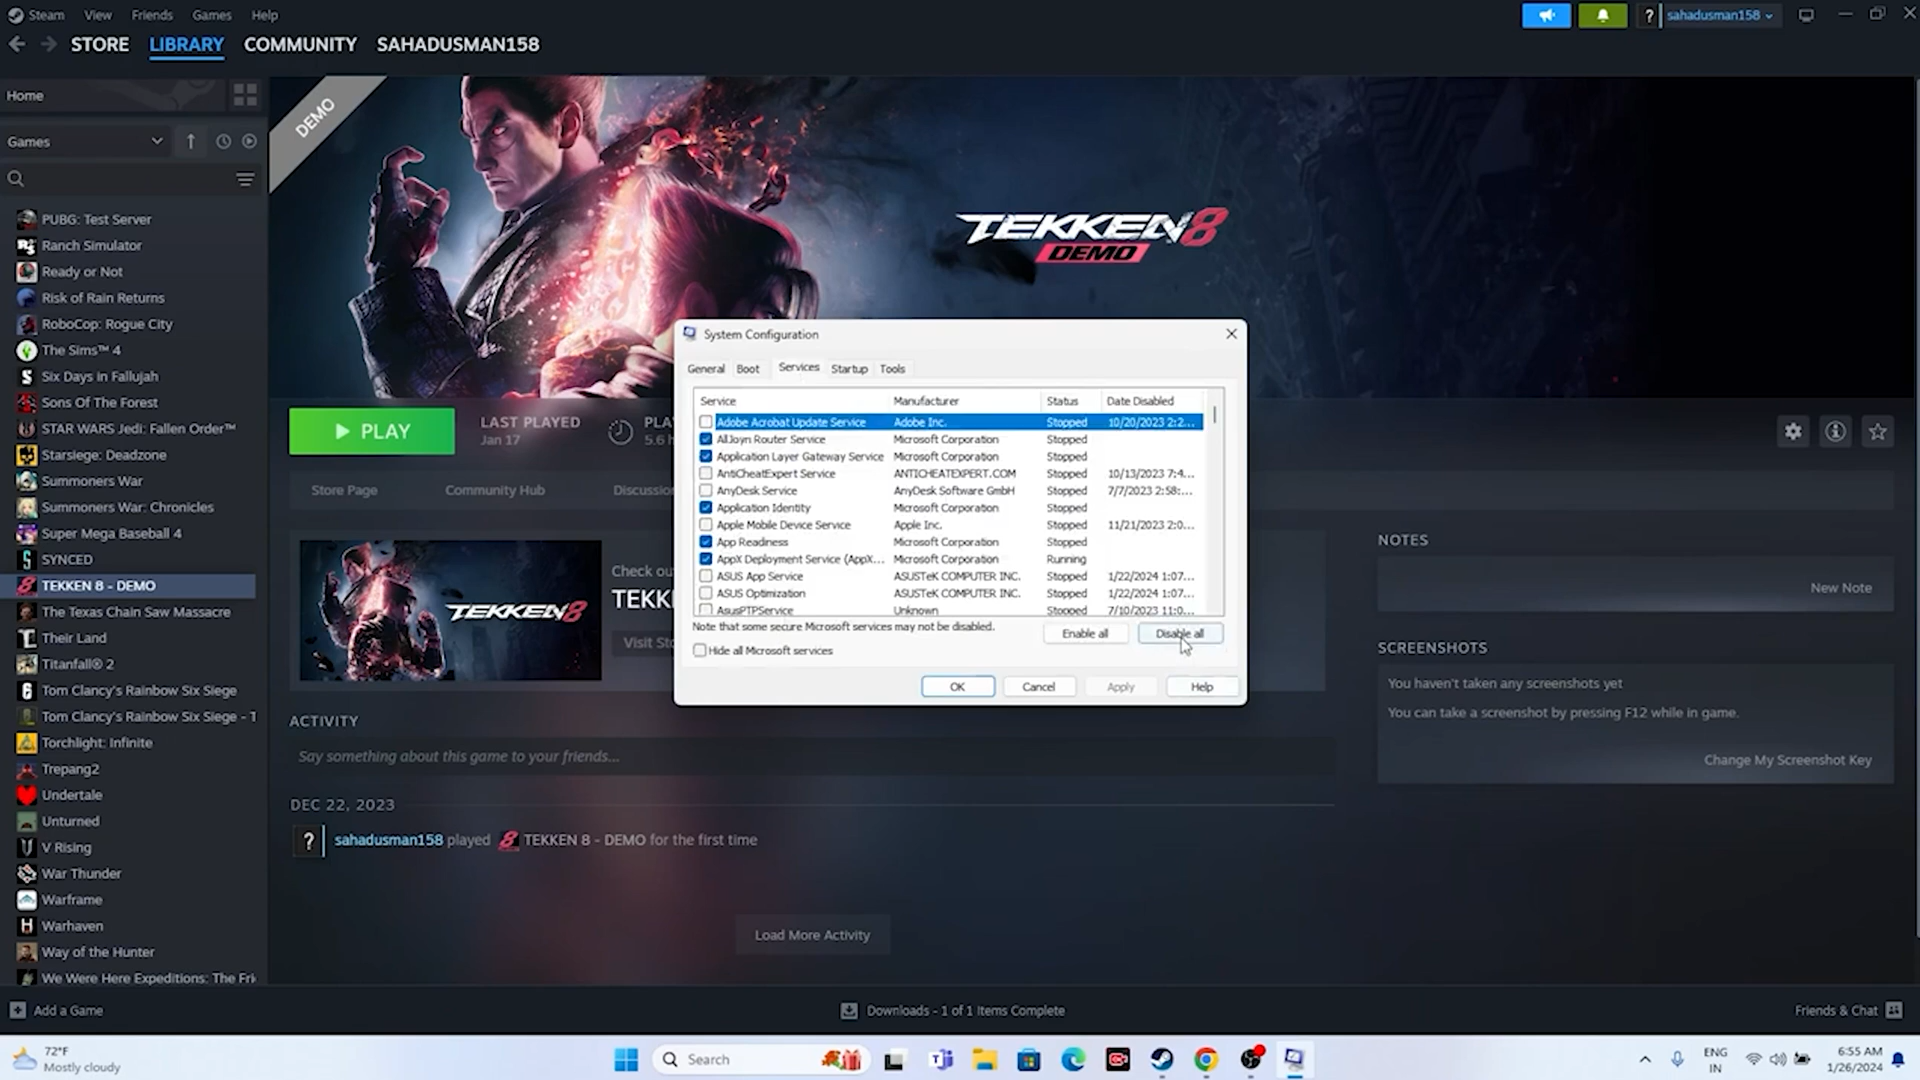 Steam View Friends Games Help
? sahadusman158
STORE LIBRARY COMMUNITY SAHADUSMAN158
Home
Games
PUBG: Test Server
Ranch Simulator
Ready or Not
Risk of Rain Returns
RoboCop: Rogue City
The Sims™ 4
Six Days in Fallujah
Sons Of The Forest
STAR WARS Jedi: Fallen Order™
Starsiege: Deadzone
Summoners War
Summoners War: Chronicles
Super Mega Baseball 4
SYNCED
TEKKEN 8 - DEMO
The Texas Chain Saw Massacre
Their Land
Titanfall® 2
Tom Clancy's Rainbow Six Siege
Tom Clancy's Rainbow Six Siege - T
Torchlight: Infinite
Trepang2
Undertale
Unturned
V Rising
War Thunder
Warframe
Warhaven
Way of the Hunter
We Were Here Expeditions: The Fri
DEMO
TEKKEN 8
DEMO
PLAY
LAST PLAYED
Jan 17
PLA
5.6 h
Store Page Community Hub Discussion
TEKKEN 8
Check ou
TEKK
Visit Sto
System Configuration
General Boot Services Startup Tools
Service Manufacturer Status Date Disabled
Adobe Acrobat Update Service Adobe Inc. Stopped 10/20/2023 2:2...
AllJoyn Router Service Microsoft Corporation Stopped
Application Layer Gateway Service Microsoft Corporation Stopped
AntiCheatExpert Service ANTICHEATEXPERT.COM Stopped 10/13/2023 7:4...
AnyDesk Service AnyDesk Software GmbH Stopped 7/7/2023 2:58:...
Application Identity Microsoft Corporation Stopped
Apple Mobile Device Service Apple Inc. Stopped 11/21/2023 2:0...
App Readiness Microsoft Corporation Stopped
AppX Deployment Service (AppX... Microsoft Corporation Running
ASUS App Service ASUSTeK COMPUTER INC. Stopped 1/22/2024 1:07...
ASUS Optimization ASUSTeK COMPUTER INC. Stopped 1/22/2024 1:07...
AsusPTPService Unknown Stopped 7/10/2023 11:0...
Note that some secure Microsoft services may not be disabled.
Enable all Disable all
Hide all Microsoft services
OK Cancel Apply Help
NOTES
New Note
SCREENSHOTS
You haven't taken any screenshots yet
You can take a screenshot by pressing F12 while in game.
Change My Screenshot Key
ACTIVITY
Say something about this game to your friends...
DEC 22, 2023
? sahadusman158 played TEKKEN 8 - DEMO for the first time
Load More Activity
Add a Game
Downloads - 1 of 1 Items Complete
Friends & Chat
72°F
Mostly cloudy
Search
ENG
IN
6:55 AM
1/26/2024